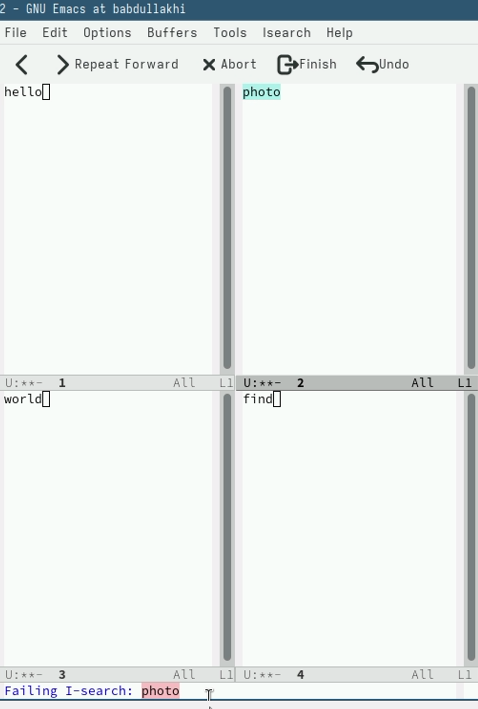 2 – GNU Emacs at babdullakhi
File Edit Options Buffers Tools Isearch Help
Repeat Forward Abort Finish Undo
hello
photo
U:**- 1 All L1
U:**- 2 All L1
world
find
U:**- 3 All L1
U:**- 4 All L1
Failing I-search: photo